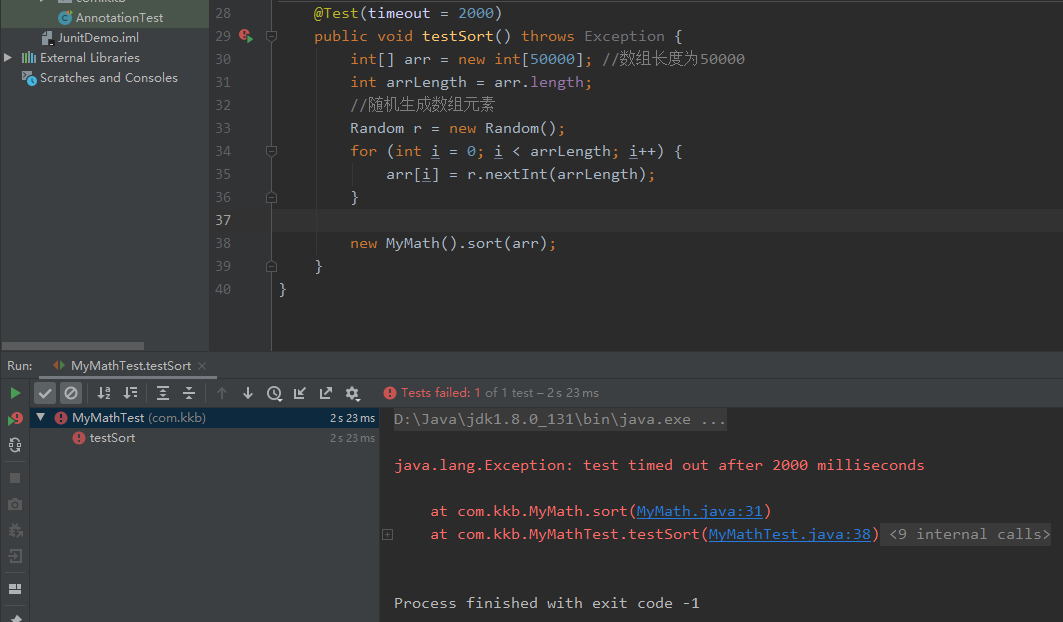 com.kkb
AnnotationTest
JunitDemo.iml
External Libraries
Scratches and Consoles
28 @Test(timeout = 2000)
29 public void testSort() throws Exception {
30 int[] arr = new int[50000]; //数组长度为50000
31 int arrLength = arr.length;
32 //随机生成数组元素
33 Random r = new Random();
34 for (int i = 0; i < arrLength; i++) {
35 arr[i] = r.nextInt(arrLength);
36 }
37
38 new MyMath().sort(arr);
39 }
40 }
Run: MyMathTest.testSort ×
Tests failed: 1 of 1 test – 2 s 23 ms
MyMathTest (com.kkb) 2 s 23 ms
testSort 2 s 23 ms
D:\Java\jdk1.8.0_131\bin\java.exe ...
java.lang.Exception: test timed out after 2000 milliseconds
at com.kkb.MyMath.sort(MyMath.java:31)
at com.kkb.MyMathTest.testSort(MyMathTest.java:38) <9 internal calls>
Process finished with exit code -1